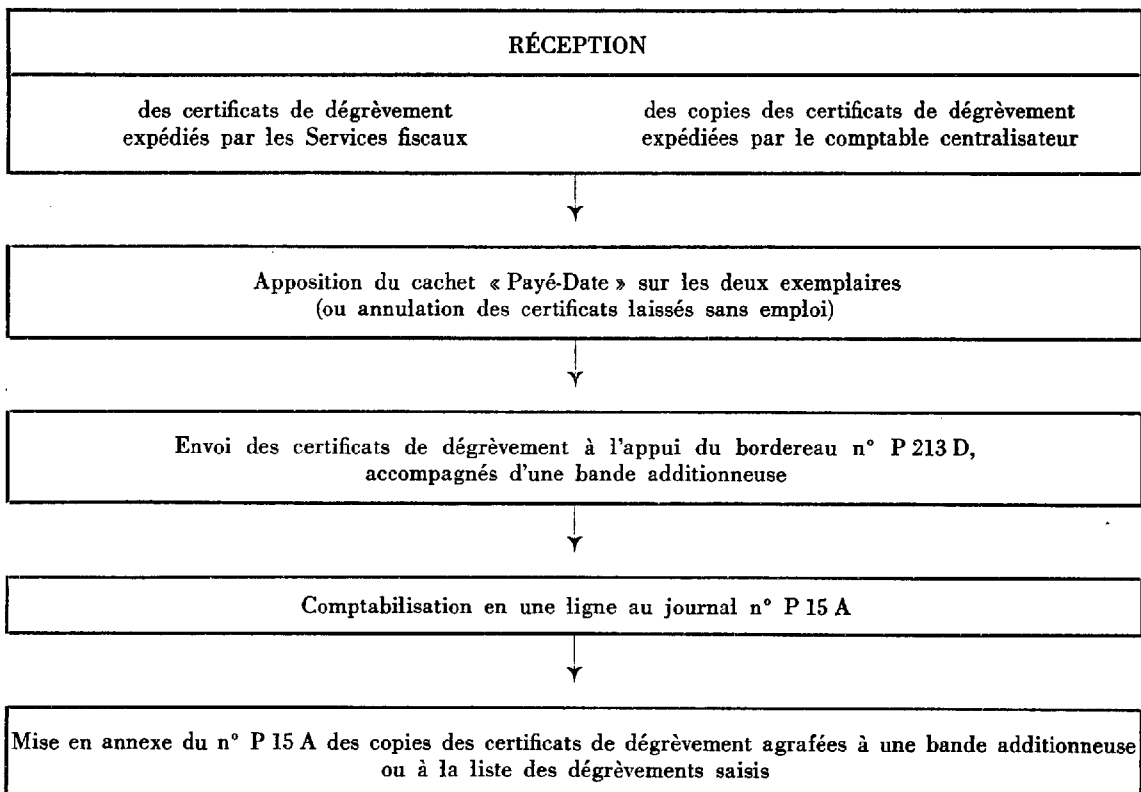 RÉCEPTION
des certificats de dégrèvement
expédiés par les Services fiscaux
des copies des certificats de dégrèvement
expédiées par le comptable centralisateur
Apposition du cachet « Payé-Date » sur les deux exemplaires
(ou annulation des certificats laissés sans emploi)
Envoi des certificats de dégrèvement à l'appui du bordereau n° P 213 D,
accompagnés d'une bande additionneuse
Comptabilisation en une ligne au journal n° P 15 A
Mise en annexe du n° P 15 A des copies des certificats de dégrèvement agrafées à une bande additionneuse
ou à la liste des dégrèvements saisis